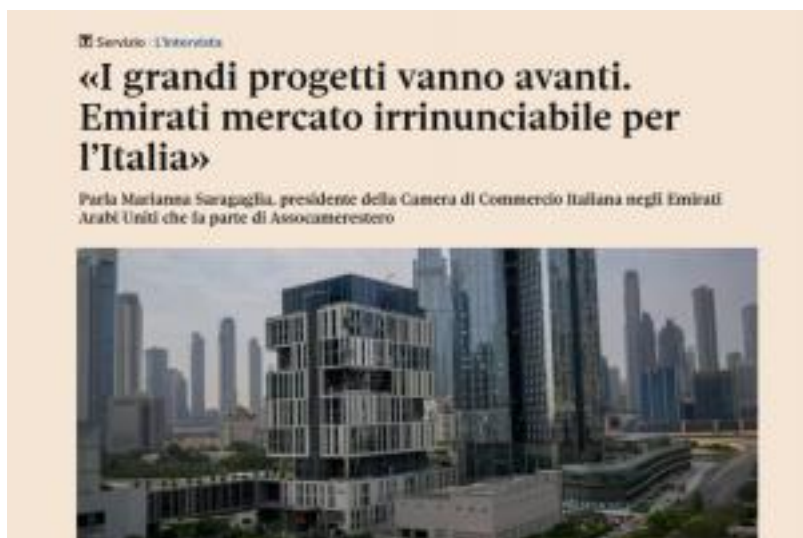 Servizio L'Intervista
«I grandi progetti vanno avanti.
Emirati mercato irrinunciabile per
l'Italia»
Parla Marianna Saragaglia, presidente della Camera di Commercio Italiana negli Emirati
Arabi Uniti che fa parte di Assocamerestero